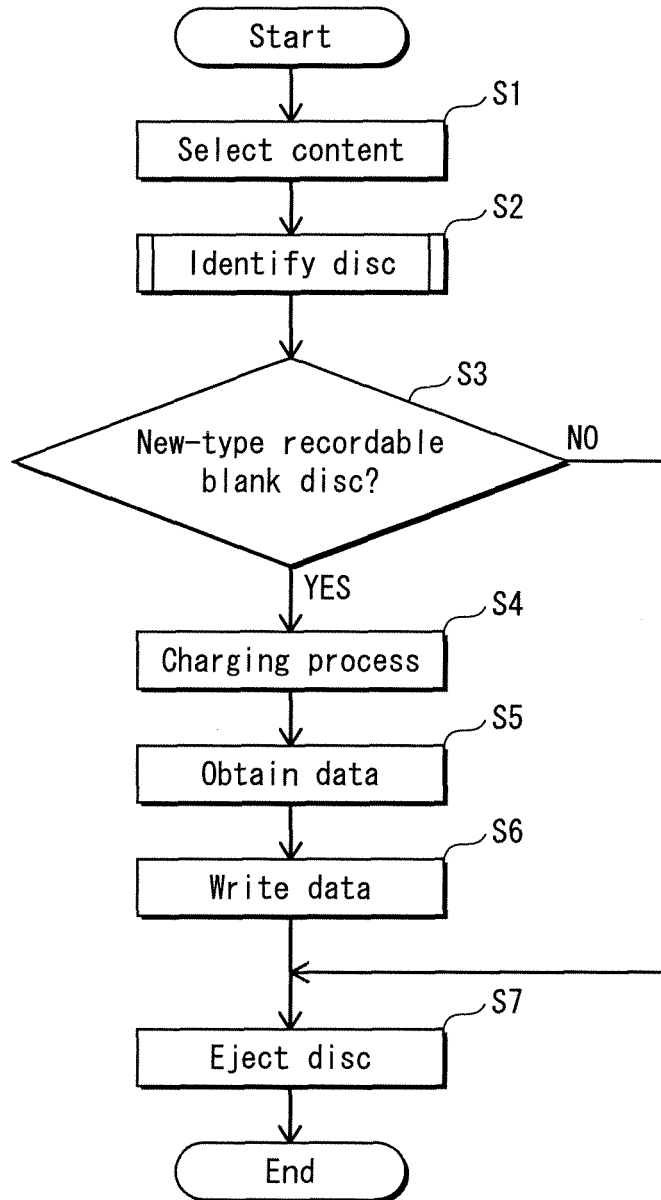 Start
S1
Select content
S2
Identify disc
S3
New-type recordable
blank disc?
NO
YES
S4
Charging process
S5
Obtain data
S6
Write data
S7
Eject disc
End